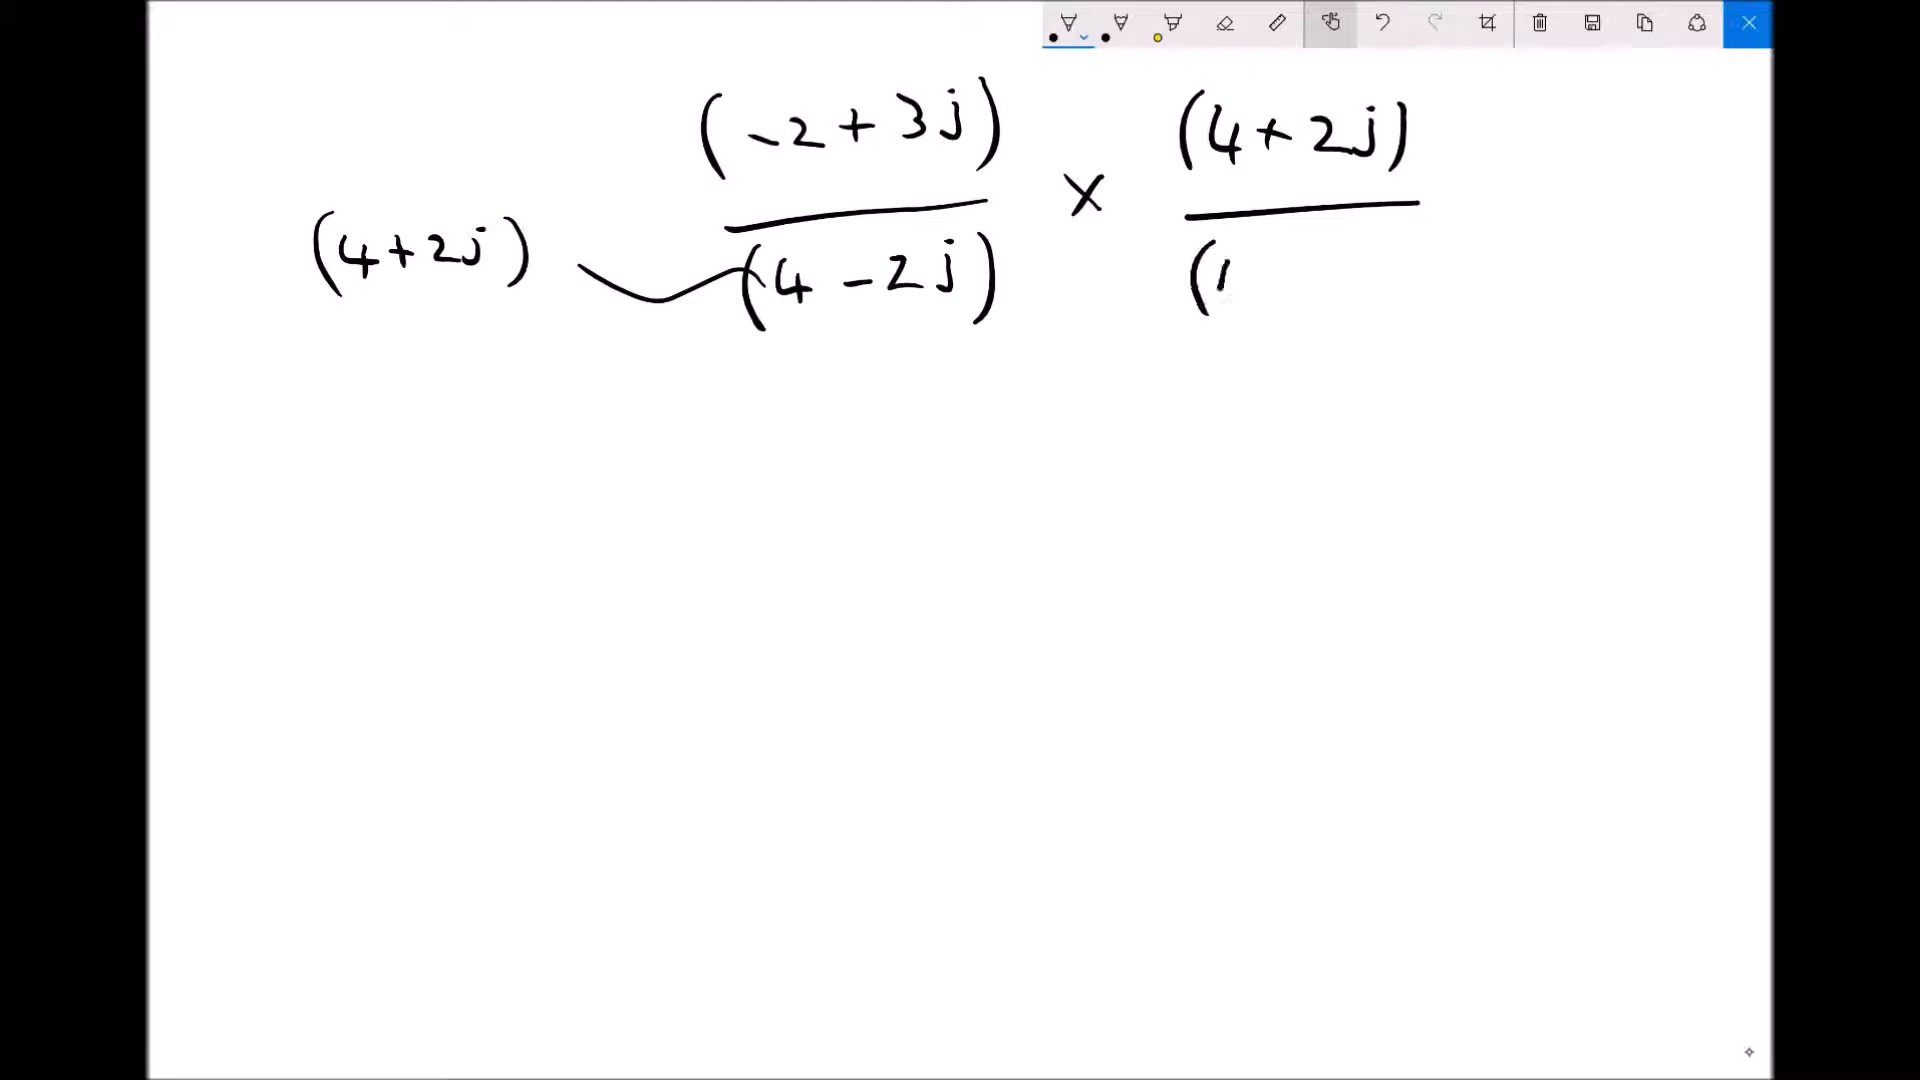 (-2 + 3j) (4 + 2j)
(4 + 2j) ―― × ――
(4 - 2j) (